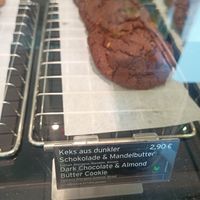 Keks aus dunkler 2,90 €
Schokolade & Mandelbutter
Dark Chocolate & Almond
Butter Cookie